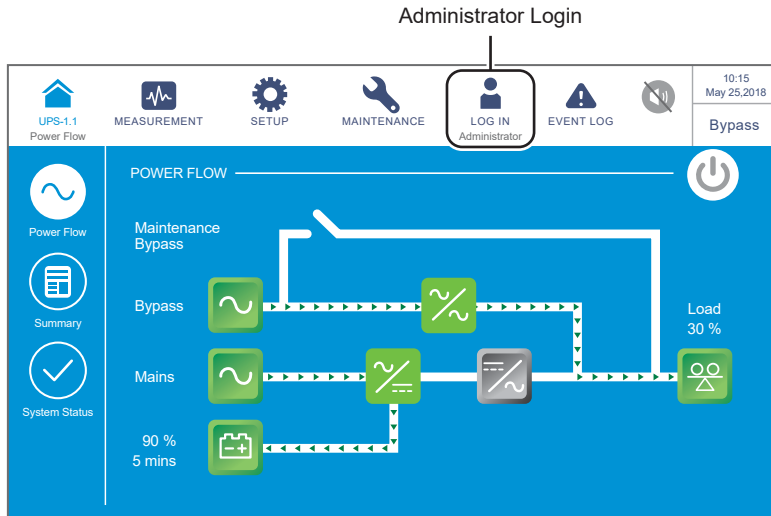 Administrator Login
UPS-1.1
Power Flow
MEASUREMENT
SETUP
MAINTENANCE
LOG IN
Administrator
EVENT LOG
10:15
May 25,2018
Bypass
Power Flow
Summary
System Status
POWER FLOW
Maintenance
Bypass
Bypass
Load
30 %
Mains
90 %
5 mins